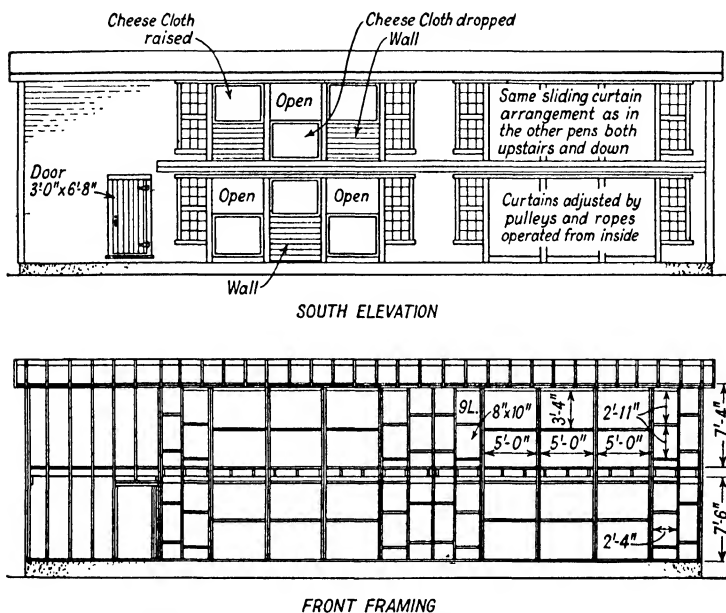 Cheese Cloth
raised
Cheese Cloth dropped
Wall
Open
Same sliding curtain
arrangement as in
the other pens both
upstairs and down
Door
3'-0"x6'-8"
Open
Open
Curtains adjusted by
pulleys and ropes
operated from inside
Wall
SOUTH ELEVATION
9L.
8"x10"
3'-4"
2'-11"
7'-4"
5'-0"
5'-0"
5'-0"
7'-6"
2'-4"
FRONT FRAMING